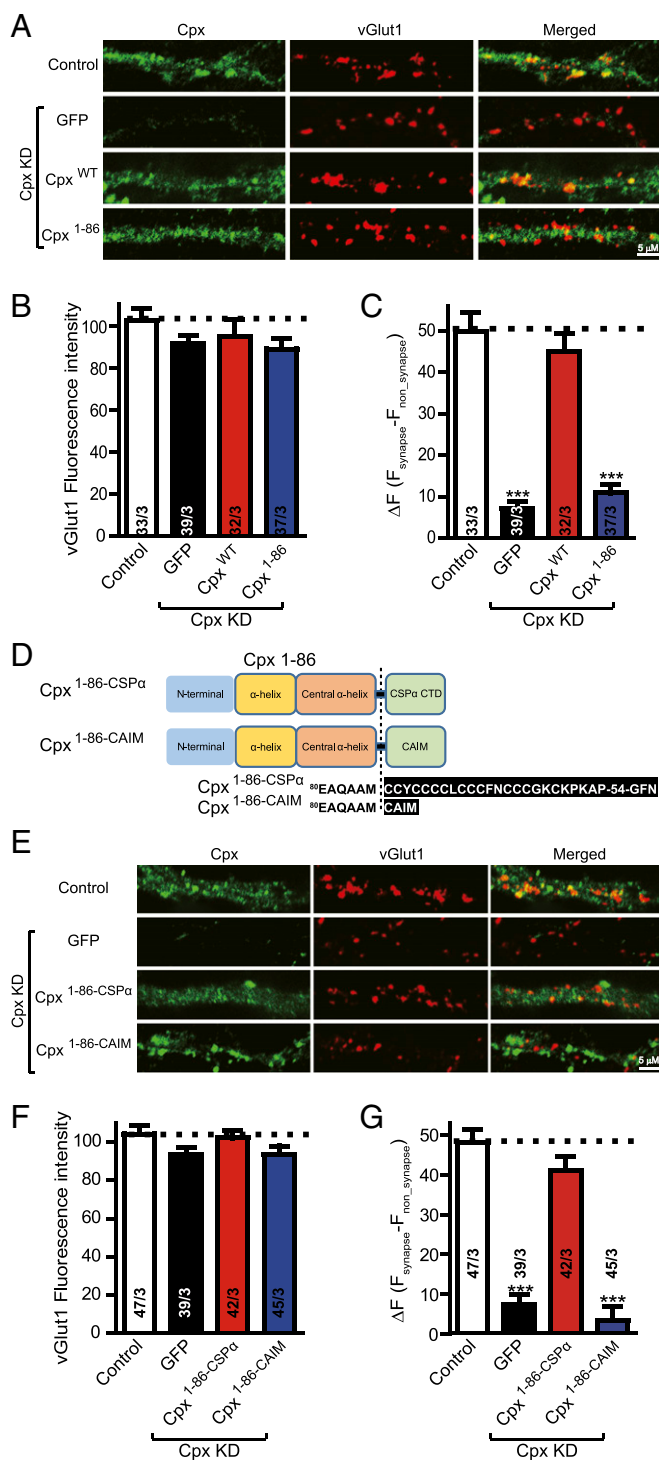 A
Cpx vGlut1 Merged
Control
GFP
Cpx WT
Cpx 1-86
Cpx KD
5 μM
B
vGlut1 Fluorescence intensity
100
80
60
40
20
0
33/3 39/3 32/3 37/3
Control GFP Cpx WT Cpx 1-86
Cpx KD
C
ΔF (Fsynapse-Fnon_synapse)
50
40
30
20
10
0
*** ***
33/3 39/3 32/3 37/3
Control GFP Cpx WT Cpx 1-86
Cpx KD
D
Cpx 1-86
Cpx 1-86-CSPα N-terminal α-helix Central α-helix CSPα CTD
Cpx 1-86-CAIM N-terminal α-helix Central α-helix CAIM
Cpx 1-86-CSPα 80EAQAAM CCYCCCCLCCCFNCCCGKCKPKAP-54-GFN
Cpx 1-86-CAIM 80EAQAAM CAIM
E
Cpx vGlut1 Merged
Control
GFP
Cpx 1-86-CSPα
Cpx 1-86-CAIM
Cpx KD
5 μM
F
vGlut1 Fluorescence intensity
100
80
60
40
20
0
47/3 39/3 42/3 45/3
Control GFP Cpx 1-86-CSPα Cpx 1-86-CAIM
Cpx KD
G
ΔF (Fsynapse-Fnon_synapse)
50
40
30
20
10
0
47/3 39/3 42/3 45/3
*** ***
Control GFP Cpx 1-86-CSPα Cpx 1-86-CAIM
Cpx KD